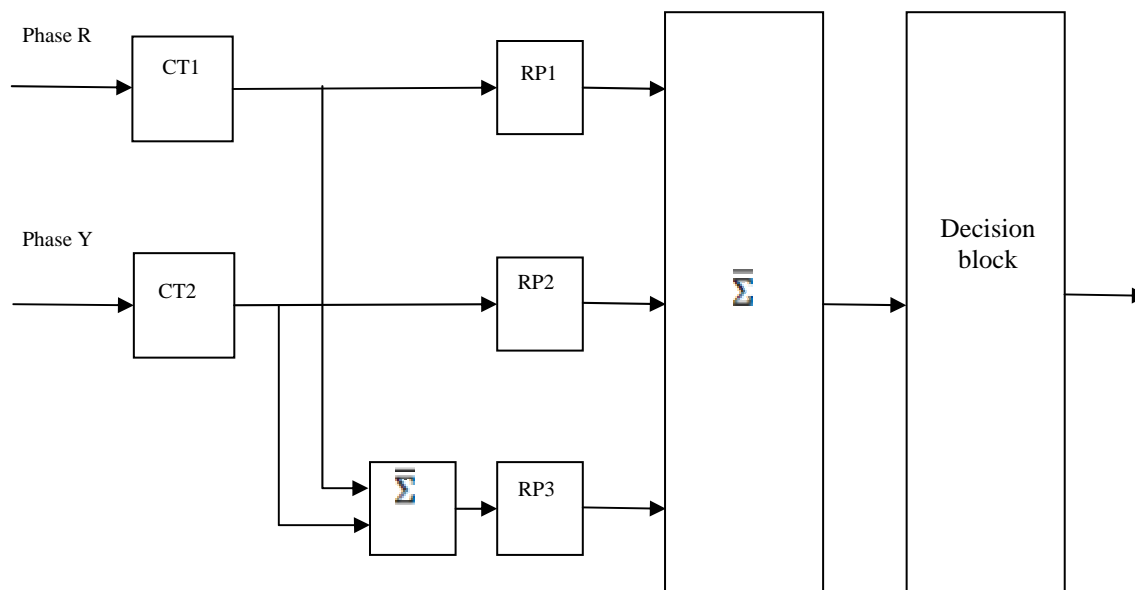 Phase R
CT1
RP1
Phase Y
CT2
RP2
Σ̿
Decision
block
Σ̿
RP3